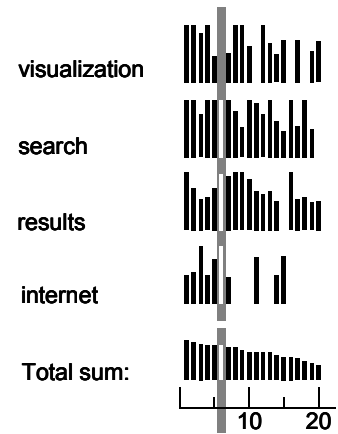 visualization
search
results
internet
Total sum:
10 20